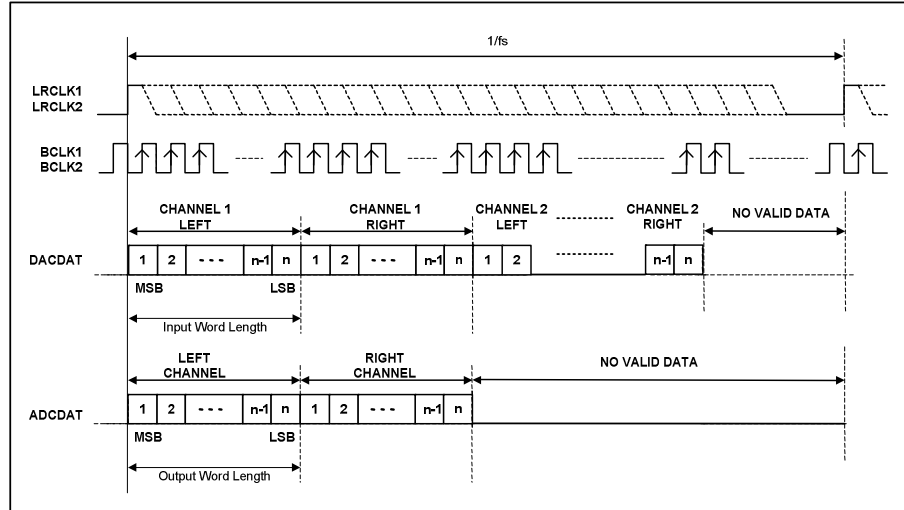 1/fs
LRCLK1
LRCLK2
BCLK1
BCLK2
CHANNEL 1
LEFT
CHANNEL 1
RIGHT
CHANNEL 2
LEFT
CHANNEL 2
RIGHT
NO VALID DATA
DACDAT
1 2 - - - n-1 n 1 2 - - - n-1 n 1 2 n-1 n
MSB LSB
Input Word Length
LEFT
CHANNEL
RIGHT
CHANNEL
NO VALID DATA
ADCDAT
1 2 - - - n-1 n 1 2 - - - n-1 n
MSB LSB
Output Word Length